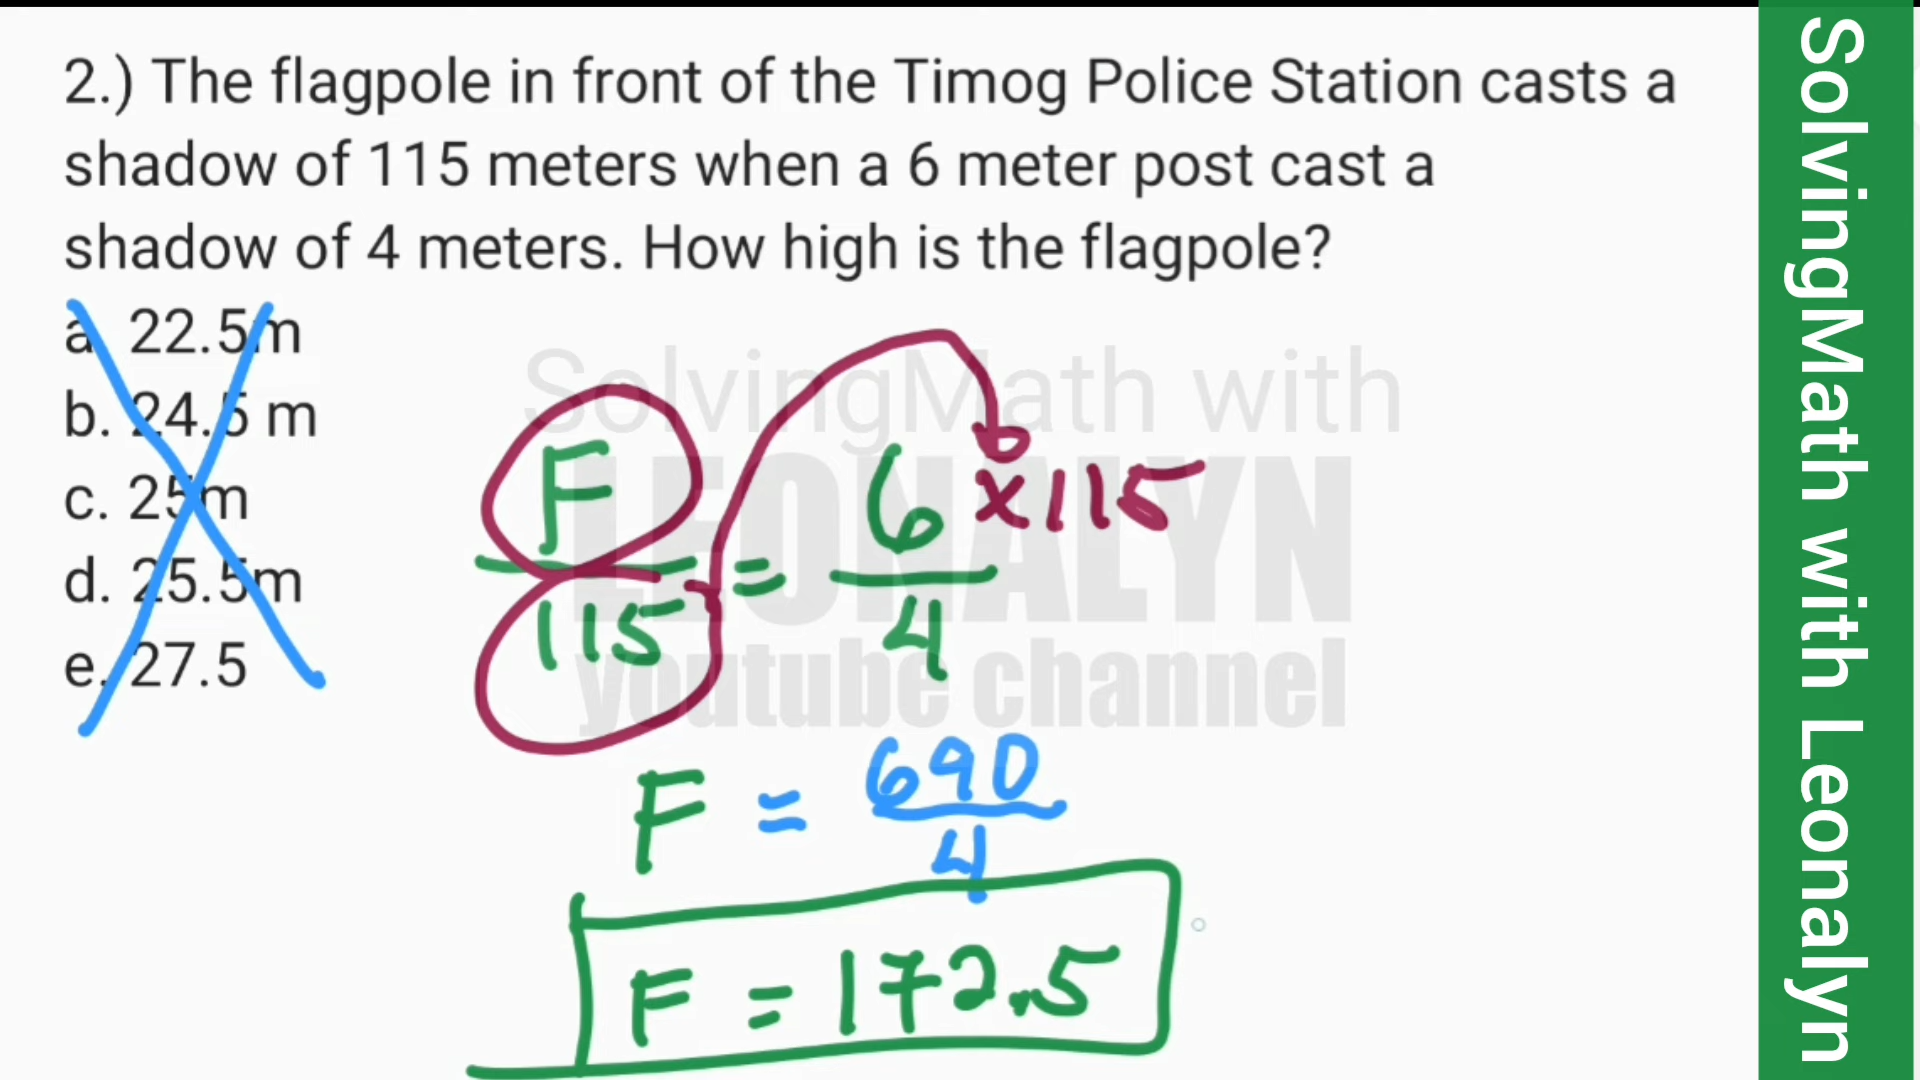 2.) The flagpole in front of the Timog Police Station casts a
shadow of 115 meters when a 6 meter post cast a
shadow of 4 meters. How high is the flagpole?
a. 22.5m
b. 24.5 m
c. 25m
d. 25.5m
e. 27.5
SolvingMath with
LEONALYN
youtube channel
F = 6 x115
115 4
F = 690
4
F = 172.5
SolvingMath with Leonalyn